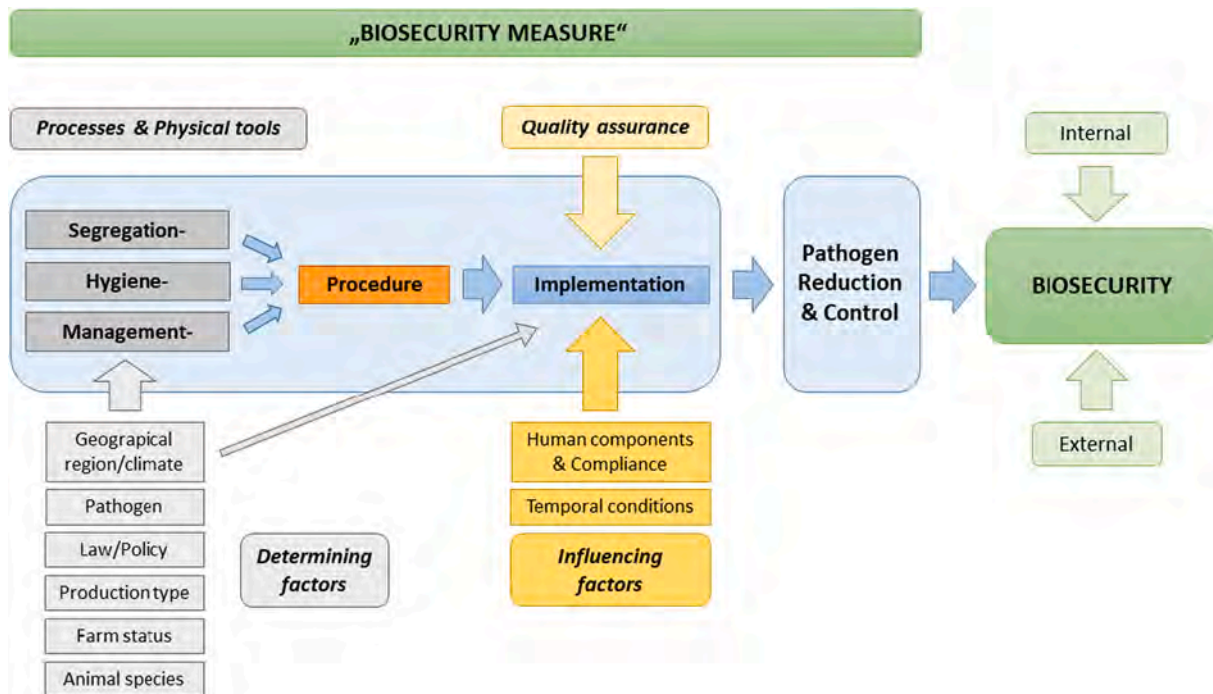 „BIOSECURITY MEASURE“
Processes & Physical tools
Quality assurance
Internal
Segregation-
Hygiene-
Management-
Procedure
Implementation
Pathogen
Reduction
& Control
BIOSECURITY
External
Geograpical
region/climate
Pathogen
Law/Policy
Production type
Farm status
Animal species
Determining
factors
Human components
& Compliance
Temporal conditions
Influencing
factors